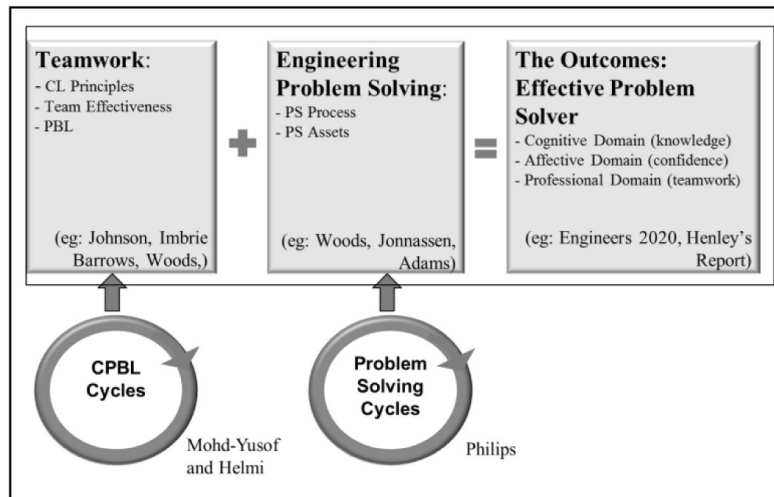 Teamwork:
- CL Principles
- Team Effectiveness
- PBL
(eg: Johnson, Imbrie
Barrows, Woods,)
Engineering
Problem Solving:
- PS Process
- PS Assets
(eg: Woods, Jonnassen,
Adams)
The Outcomes:
Effective Problem
Solver
- Cognitive Domain (knowledge)
- Affective Domain (confidence)
- Professional Domain (teamwork)
(eg: Engineers 2020, Henley's
Report)
CPBL
Cycles
Mohd-Yusof
and Helmi
Problem
Solving
Cycles
Philips